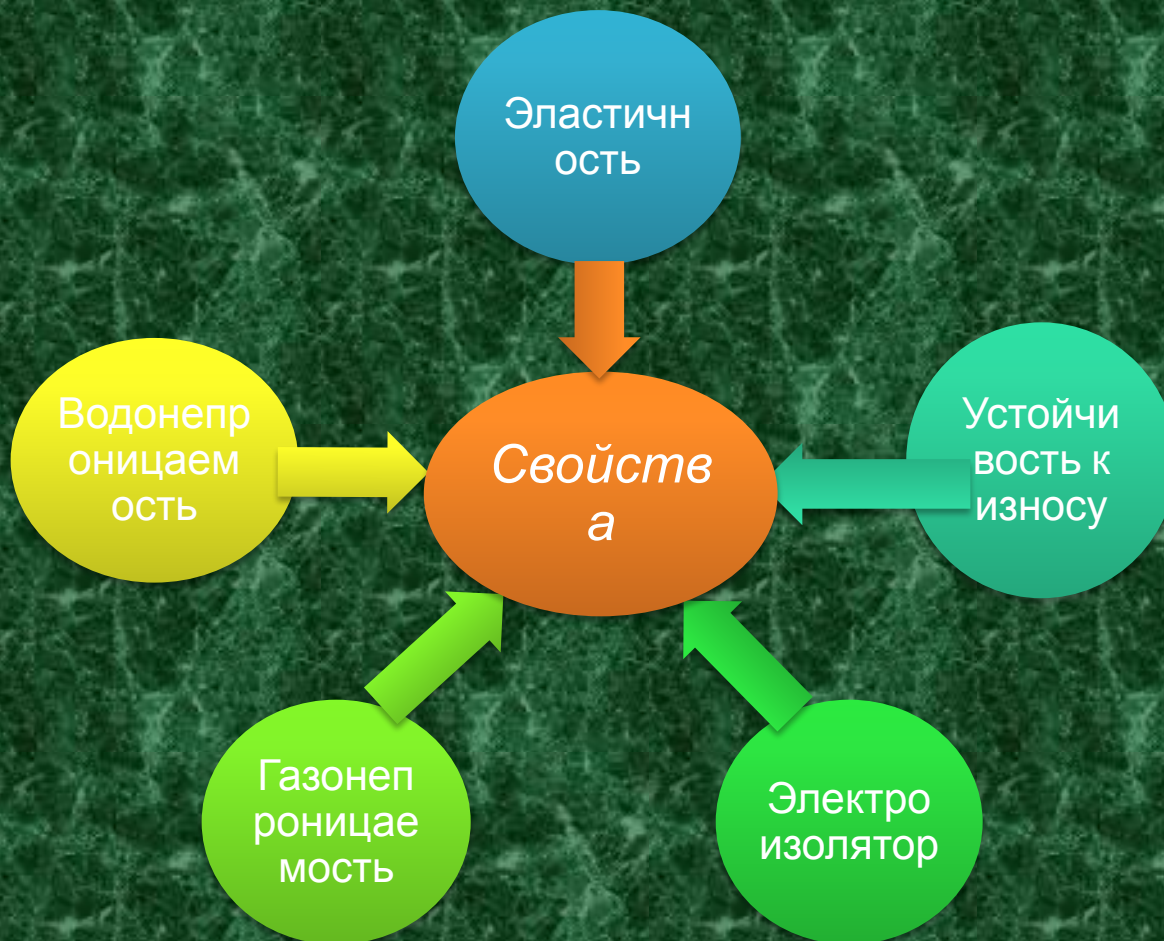 Эластичн
ость
Водонепр
оницаем
ость
Свойств
а
Устойчи
вость к
износу
Газонеп
роницае
мость
Электро
изолятор